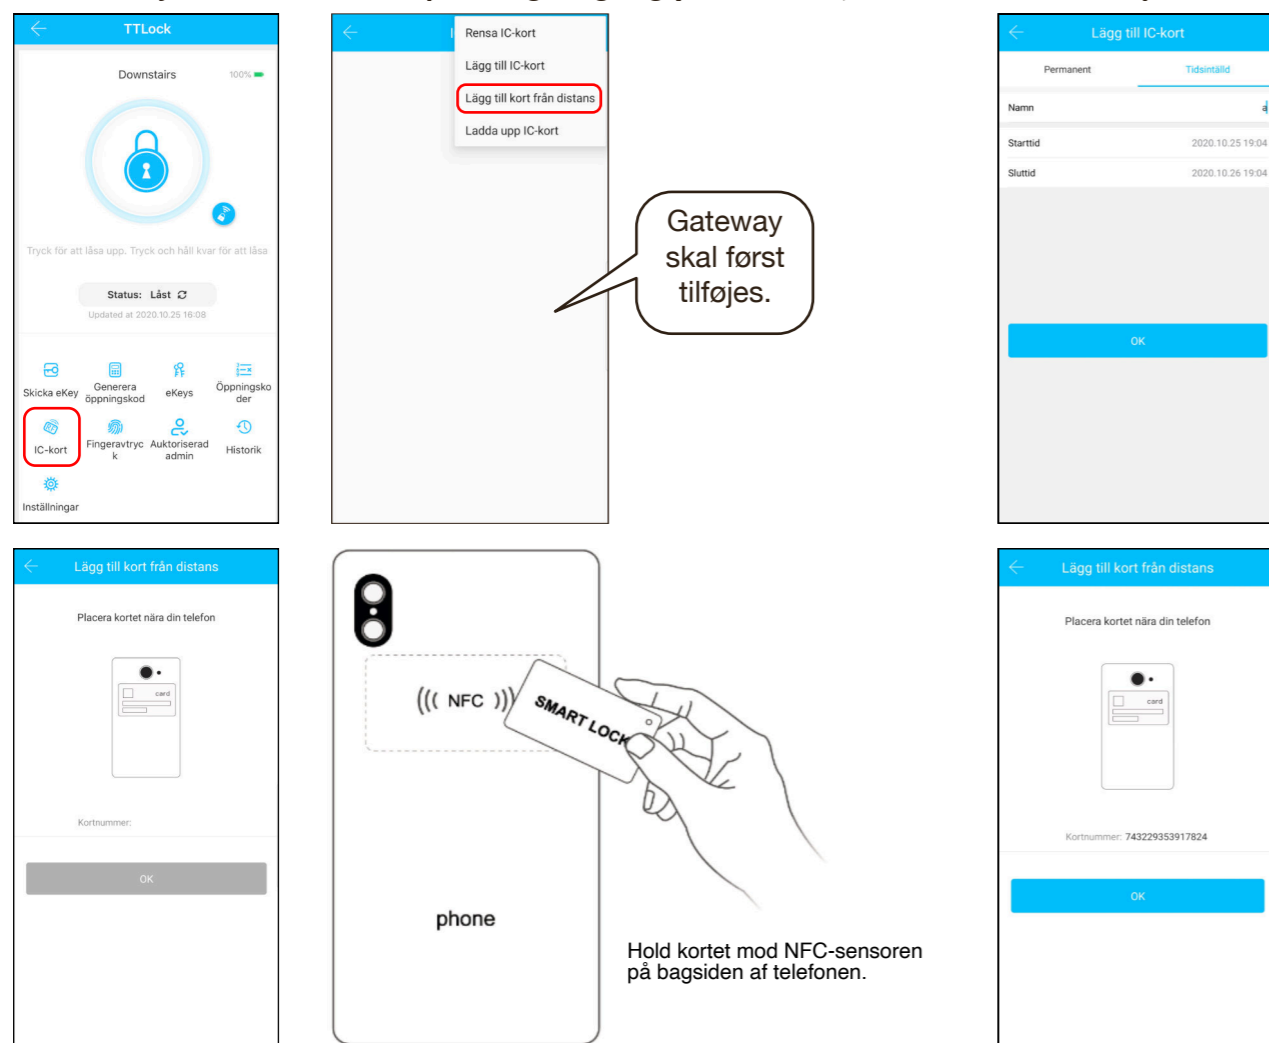 TTLock
Downstairs
100%
Tryck för att låsa upp. Tryck och håll kvar för att låsa
Status: Låst
Updated at 2020.10.25 16:08
Skicka eKey
Generera
öppningskod
eKeys
Öppningsko
der
IC-kort
Fingeravtryc
k
Auktoriserad
admin
Historik
Inställningar
Rensa IC-kort
Lägg till IC-kort
Lägg till kort från distans
Ladda upp IC-kort
Gateway
skal først
tilføjes.
Lägg till IC-kort
Permanent
Tidsintälld
Namn
a
Starttid
2020.10.25 19:04
Sluttid
2020.10.26 19:04
OK
Lägg till kort från distans
Placera kortet nära din telefon
card
Kortnummer:
OK
((( NFC )))
SMART LOCK
phone
Hold kortet mod NFC-sensoren
på bagsiden af telefonen.
Lägg till kort från distans
Placera kortet nära din telefon
card
Kortnummer: 743229353917824
OK